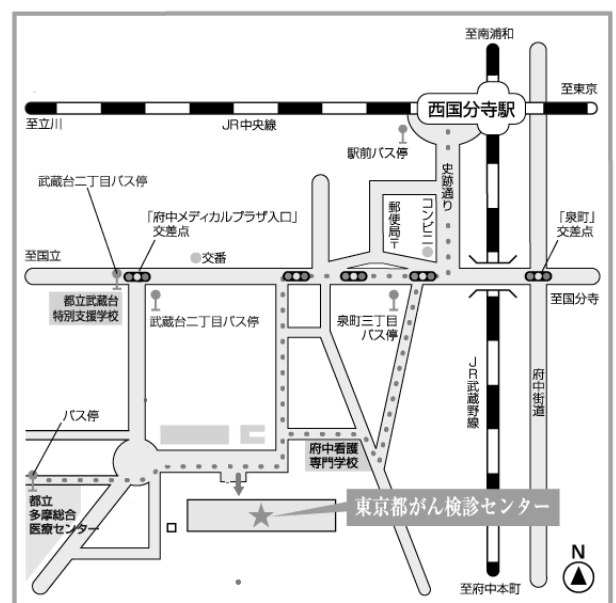 至南浦和
至東京
西国分寺駅
至立川
JR中央線
駅前バス停
史跡通り
武蔵台二丁目バス停
「府中メディカルプラザ入口」
交差点
郵便局〒
コンビニ
「泉町」
交差点
至国立
交番
至国分寺
都立武蔵台
特別支援学校
武蔵台二丁目バス停
泉町三丁目
バス停
JR武蔵野線
府中街道
バス停
府中看護
専門学校
都立
多摩総合
医療センター
東京都がん検診センター
N
至府中本町